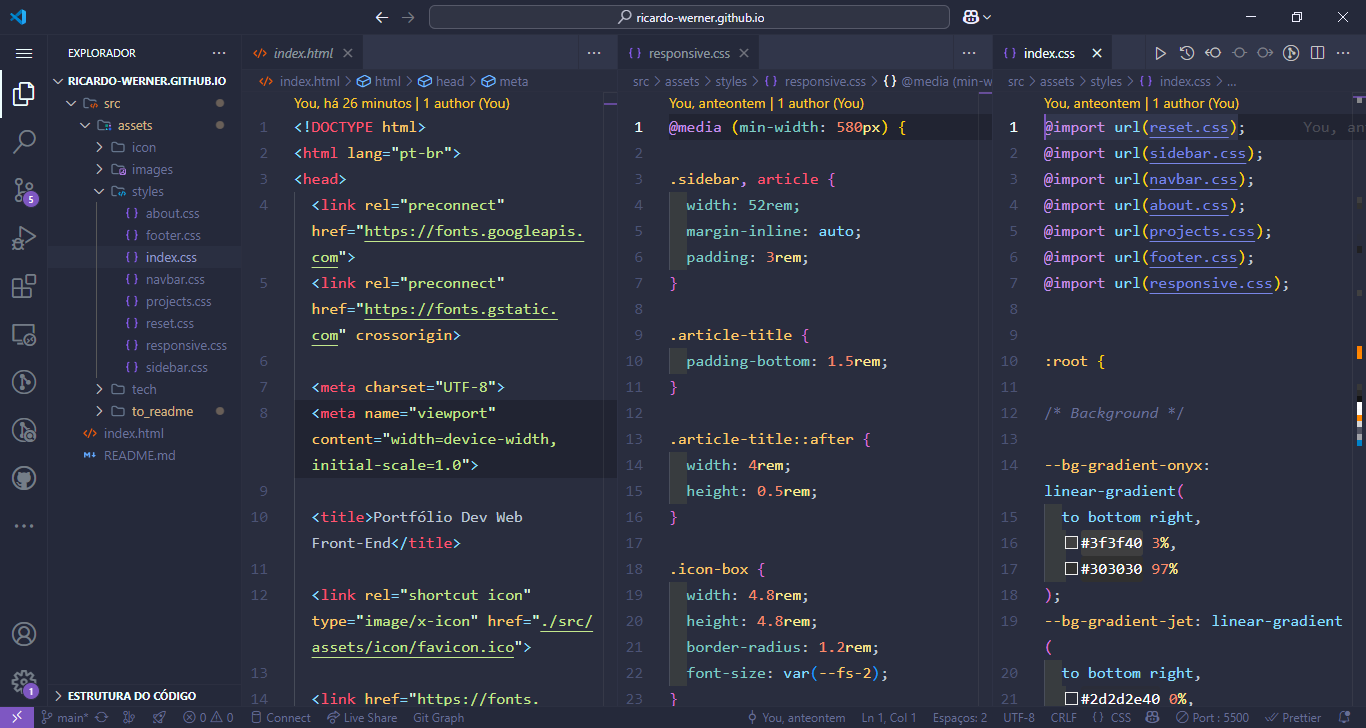 ricardo-werner.github.io
EXPLORADOR
RICARDO-WERNER.GITHUB.IO
src
assets
icon
images
styles
about.css
footer.css
index.css
navbar.css
projects.css
reset.css
responsive.css
sidebar.css
tech
to_readme
index.html
README.md
ESTRUTURA DO CÓDIGO
5
1
index.html
index.html > html > head > meta
You, há 26 minutos | 1 author (You)
1 <!DOCTYPE html>
2 <html lang="pt-br">
3 <head>
4 <link rel="preconnect"
href="https://fonts.googleapis.
com">
5 <link rel="preconnect"
href="https://fonts.gstatic.
com" crossorigin>
6
7 <meta charset="UTF-8">
8 <meta name="viewport"
content="width=device-width,
initial-scale=1.0">
9
10 <title>Portfólio Dev Web
Front-End</title>
11
12 <link rel="shortcut icon"
type="image/x-icon" href="./src/
assets/icon/favicon.ico">
13
14 <link href="https://fonts.
responsive.css
src > assets > styles > {} responsive.css > {} @media (min-w
You, anteontem | 1 author (You)
1 @media (min-width: 580px) {
2
3 .sidebar, article {
4 width: 52rem;
5 margin-inline: auto;
6 padding: 3rem;
7 }
8
9 .article-title {
10 padding-bottom: 1.5rem;
11 }
12
13 .article-title::after {
14 width: 4rem;
15 height: 0.5rem;
16 }
17
18 .icon-box {
19 width: 4.8rem;
20 height: 4.8rem;
21 border-radius: 1.2rem;
22 font-size: var(--fs-2);
23 }
index.css
src > assets > styles > {} index.css > ...
You, anteontem | 1 author (You)
1 @import url(reset.css); You, an
2 @import url(sidebar.css);
3 @import url(navbar.css);
4 @import url(about.css);
5 @import url(projects.css);
6 @import url(footer.css);
7 @import url(responsive.css);
8
9
10 :root {
11
12 /* Background */
13
14 --bg-gradient-onyx:
linear-gradient(
15 to bottom right,
16 #3f3f40 3%,
17 #303030 97%
18 );
19 --bg-gradient-jet: linear-gradient
(
20 to bottom right,
21 #2d2d2e40 0%,
main* 0 0 Connect Live Share Git Graph You, anteontem Ln 1, Col 1 Espaços: 2 UTF-8 CRLF {} CSS Port : 5500 Prettier